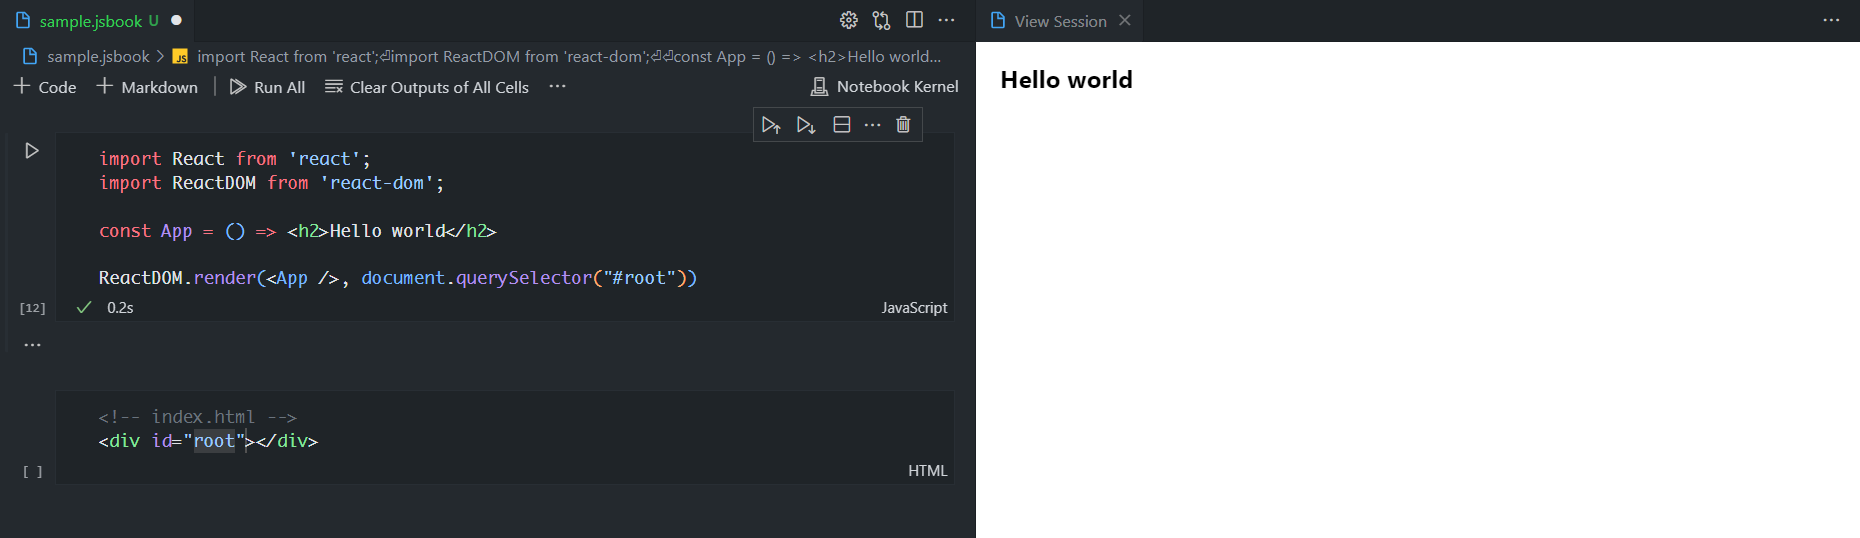 sample.jsbook U
View Session
sample.jsbook > JS import React from 'react';⏎import ReactDOM from 'react-dom';⏎⏎const App = () => <h2>Hello world...
+ Code + Markdown | Run All Clear Outputs of All Cells ... Notebook Kernel
import React from 'react';
import ReactDOM from 'react-dom';
const App = () => <h2>Hello world</h2>
ReactDOM.render(<App />, document.querySelector("#root"))
[12] ✓ 0.2s JavaScript
...
<!-- index.html -->
<div id="root"></div>
[ ] HTML
Hello world